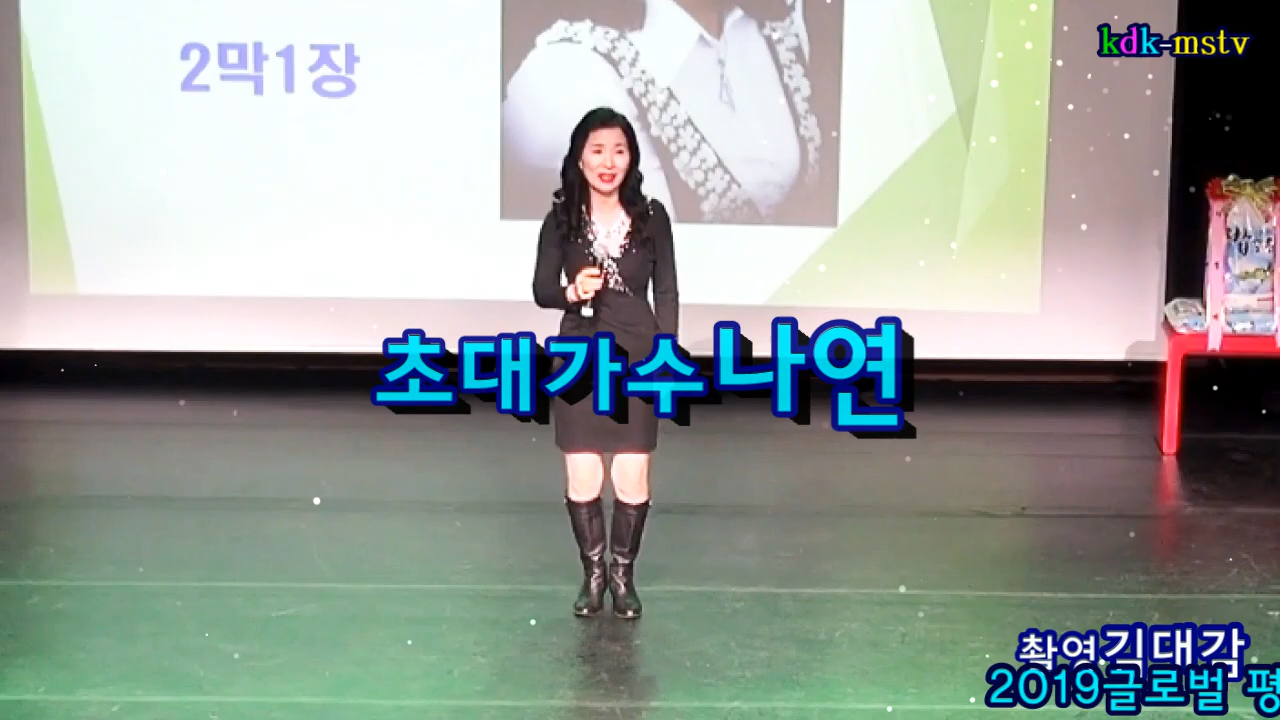 kdk-mstv
2막1장
초대가수나연
촬영김대각
2019글로벌 평